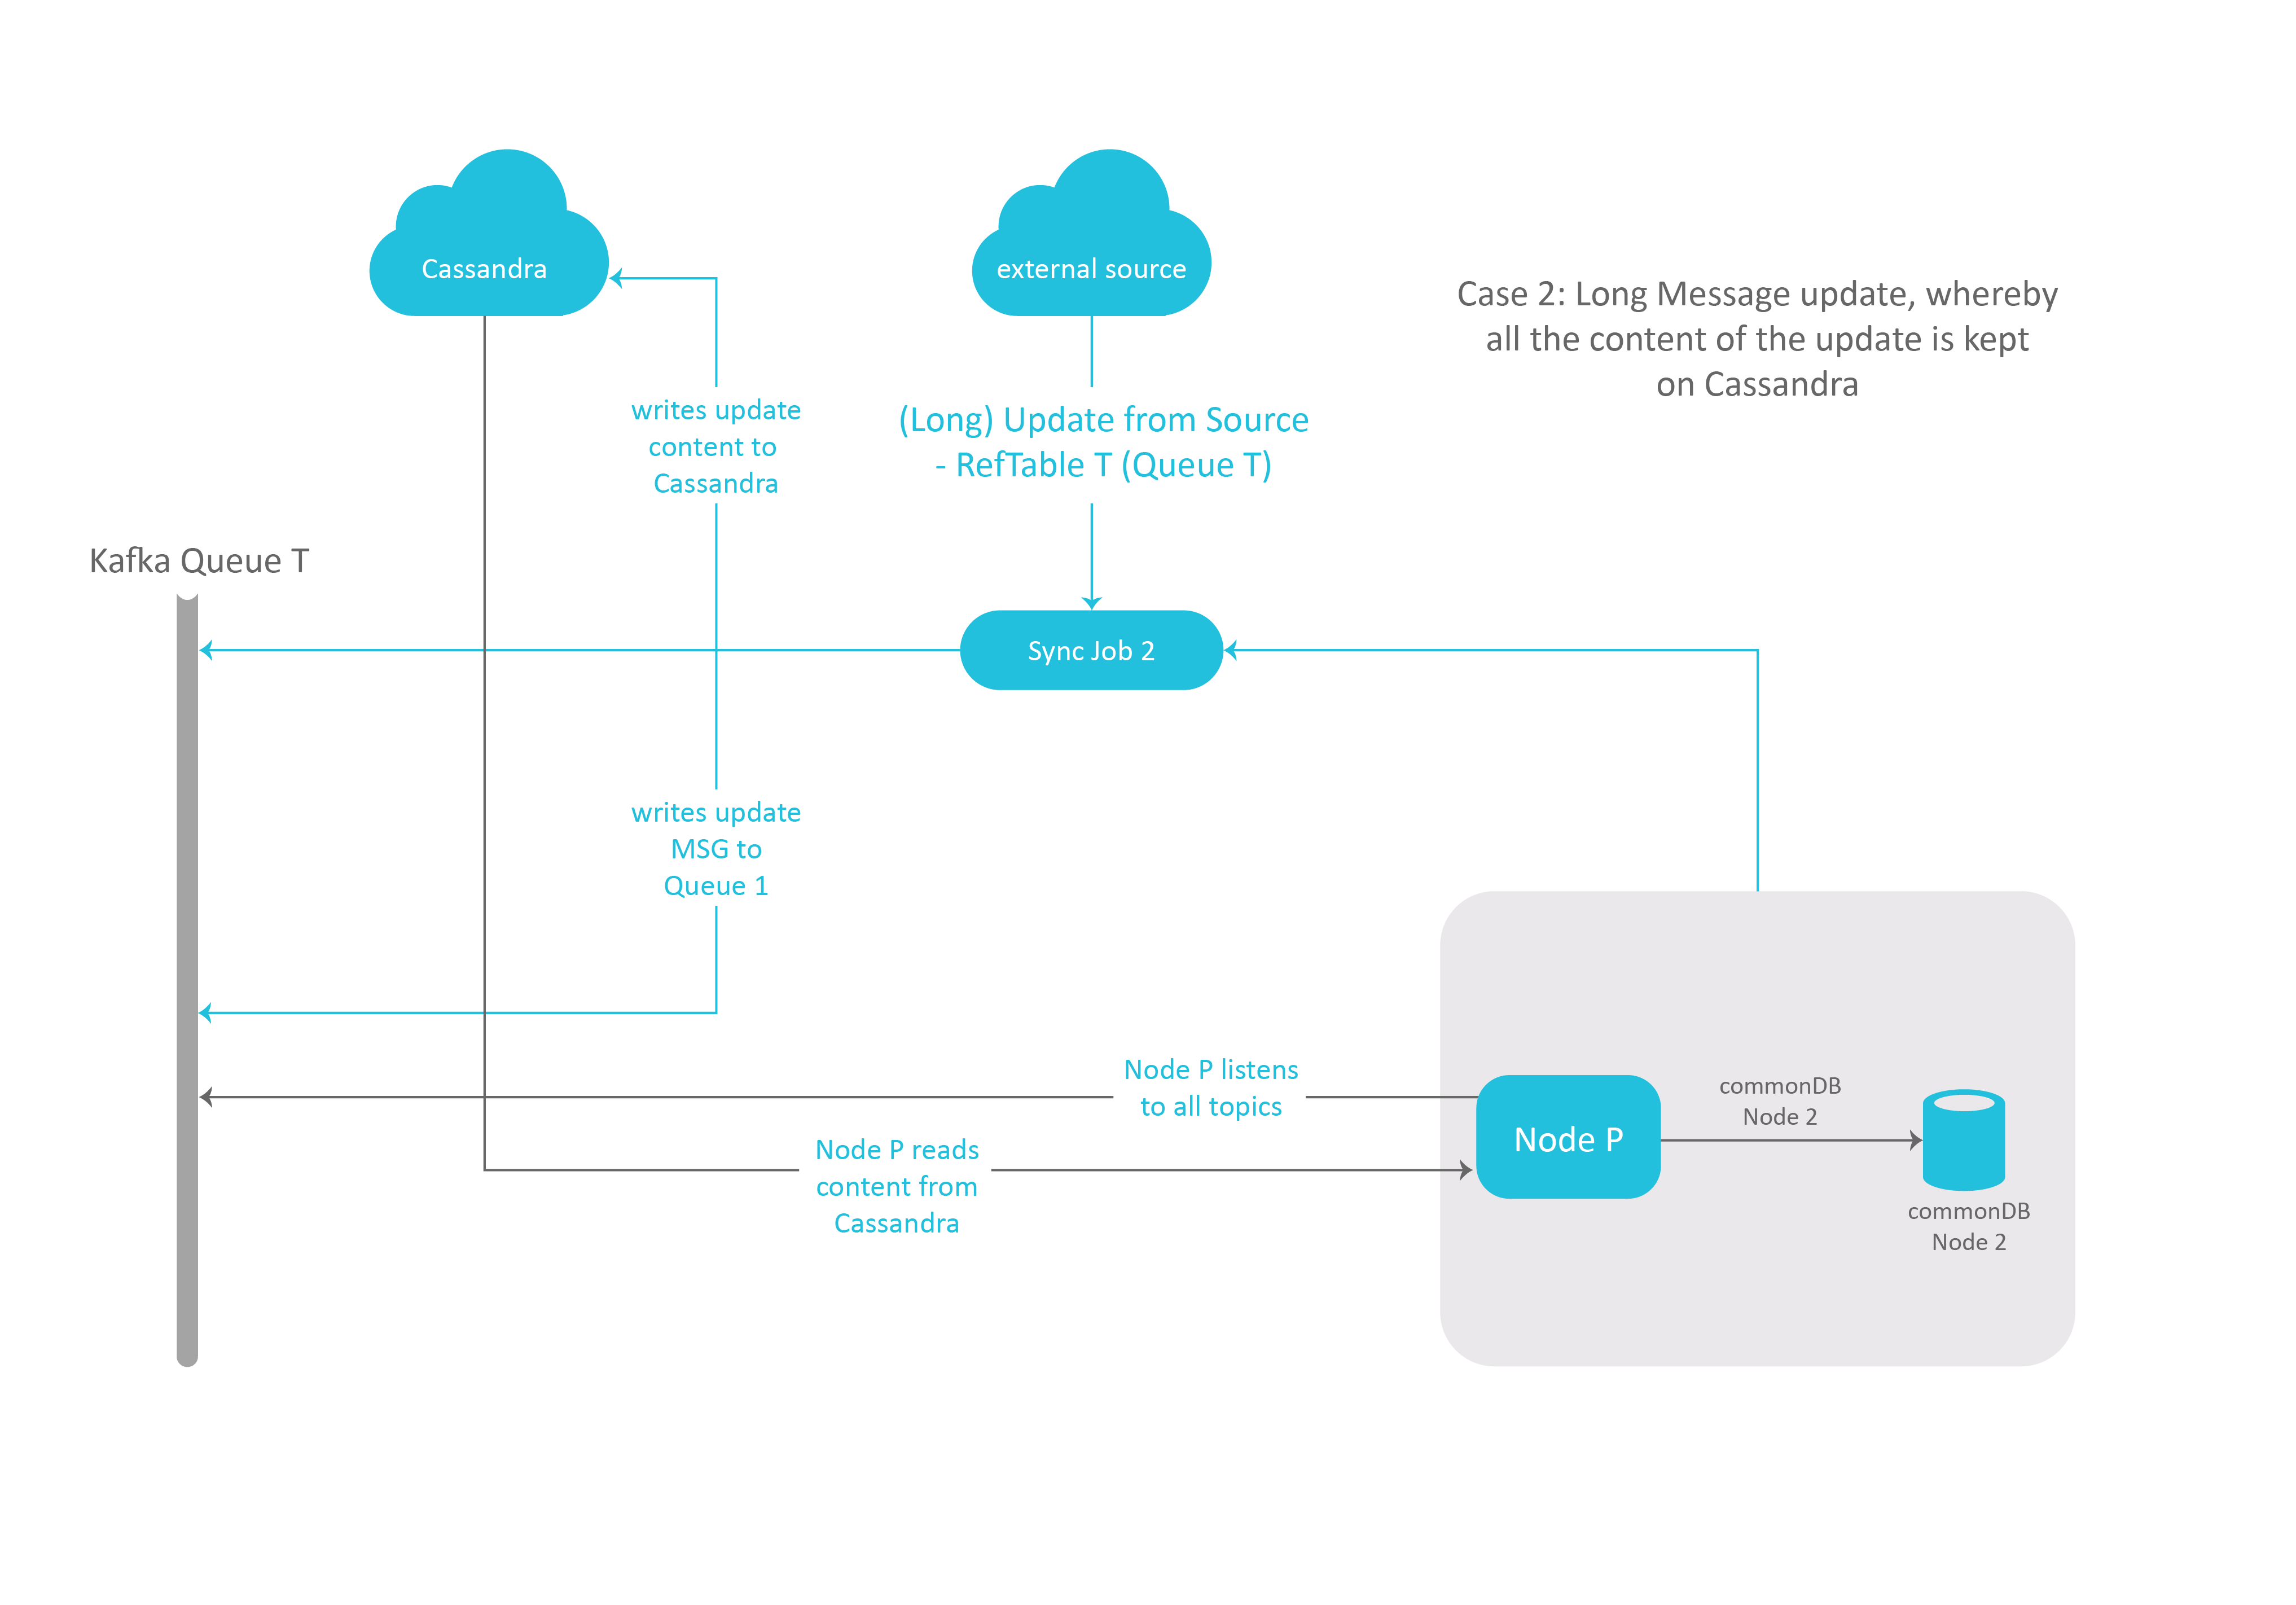 Cassandra
external source
Case 2: Long Message update, whereby
all the content of the update is kept
on Cassandra
writes update
content to
Cassandra
(Long) Update from Source
- RefTable T (Queue T)
Kafka Queue T
Sync Job 2
writes update
MSG to
Queue 1
Node P listens
to all topics
Node P reads
content from
Cassandra
Node P
commonDB
Node 2
commonDB
Node 2